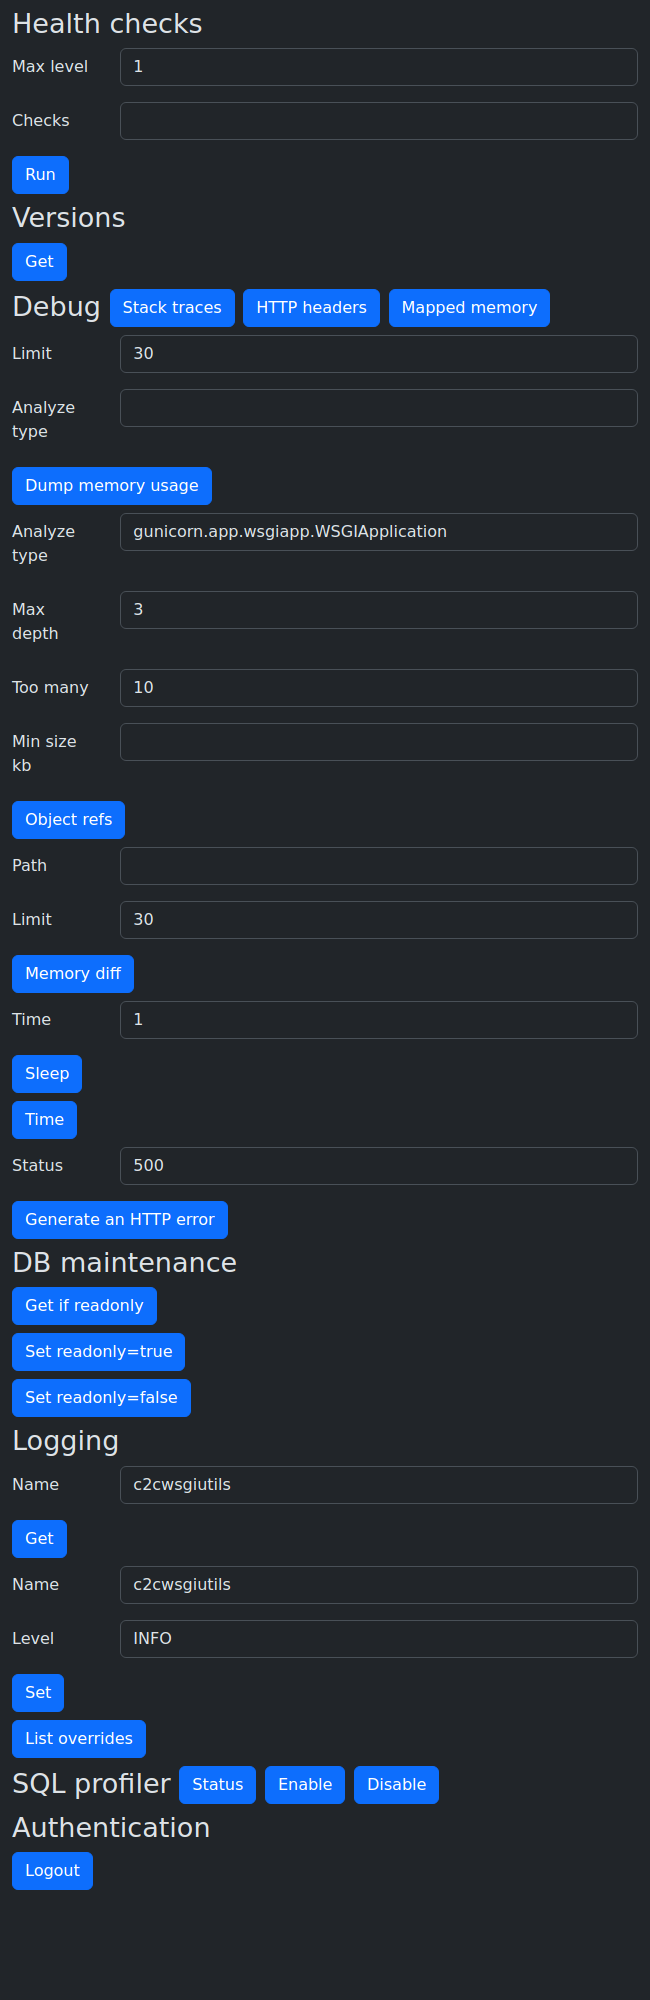 Health checks
Max level 1
Checks
Run
Versions
Get
Debug Stack traces HTTP headers Mapped memory
Limit 30
Analyze
type
Dump memory usage
Analyze gunicorn.app.wsgiapp.WSGIApplication
type
Max 3
depth
Too many 10
Min size
kb
Object refs
Path
Limit 30
Memory diff
Time 1
Sleep
Time
Status 500
Generate an HTTP error
DB maintenance
Get if readonly
Set readonly=true
Set readonly=false
Logging
Name c2cwsgiutils
Get
Name c2cwsgiutils
Level INFO
Set
List overrides
SQL profiler Status Enable Disable
Authentication
Logout